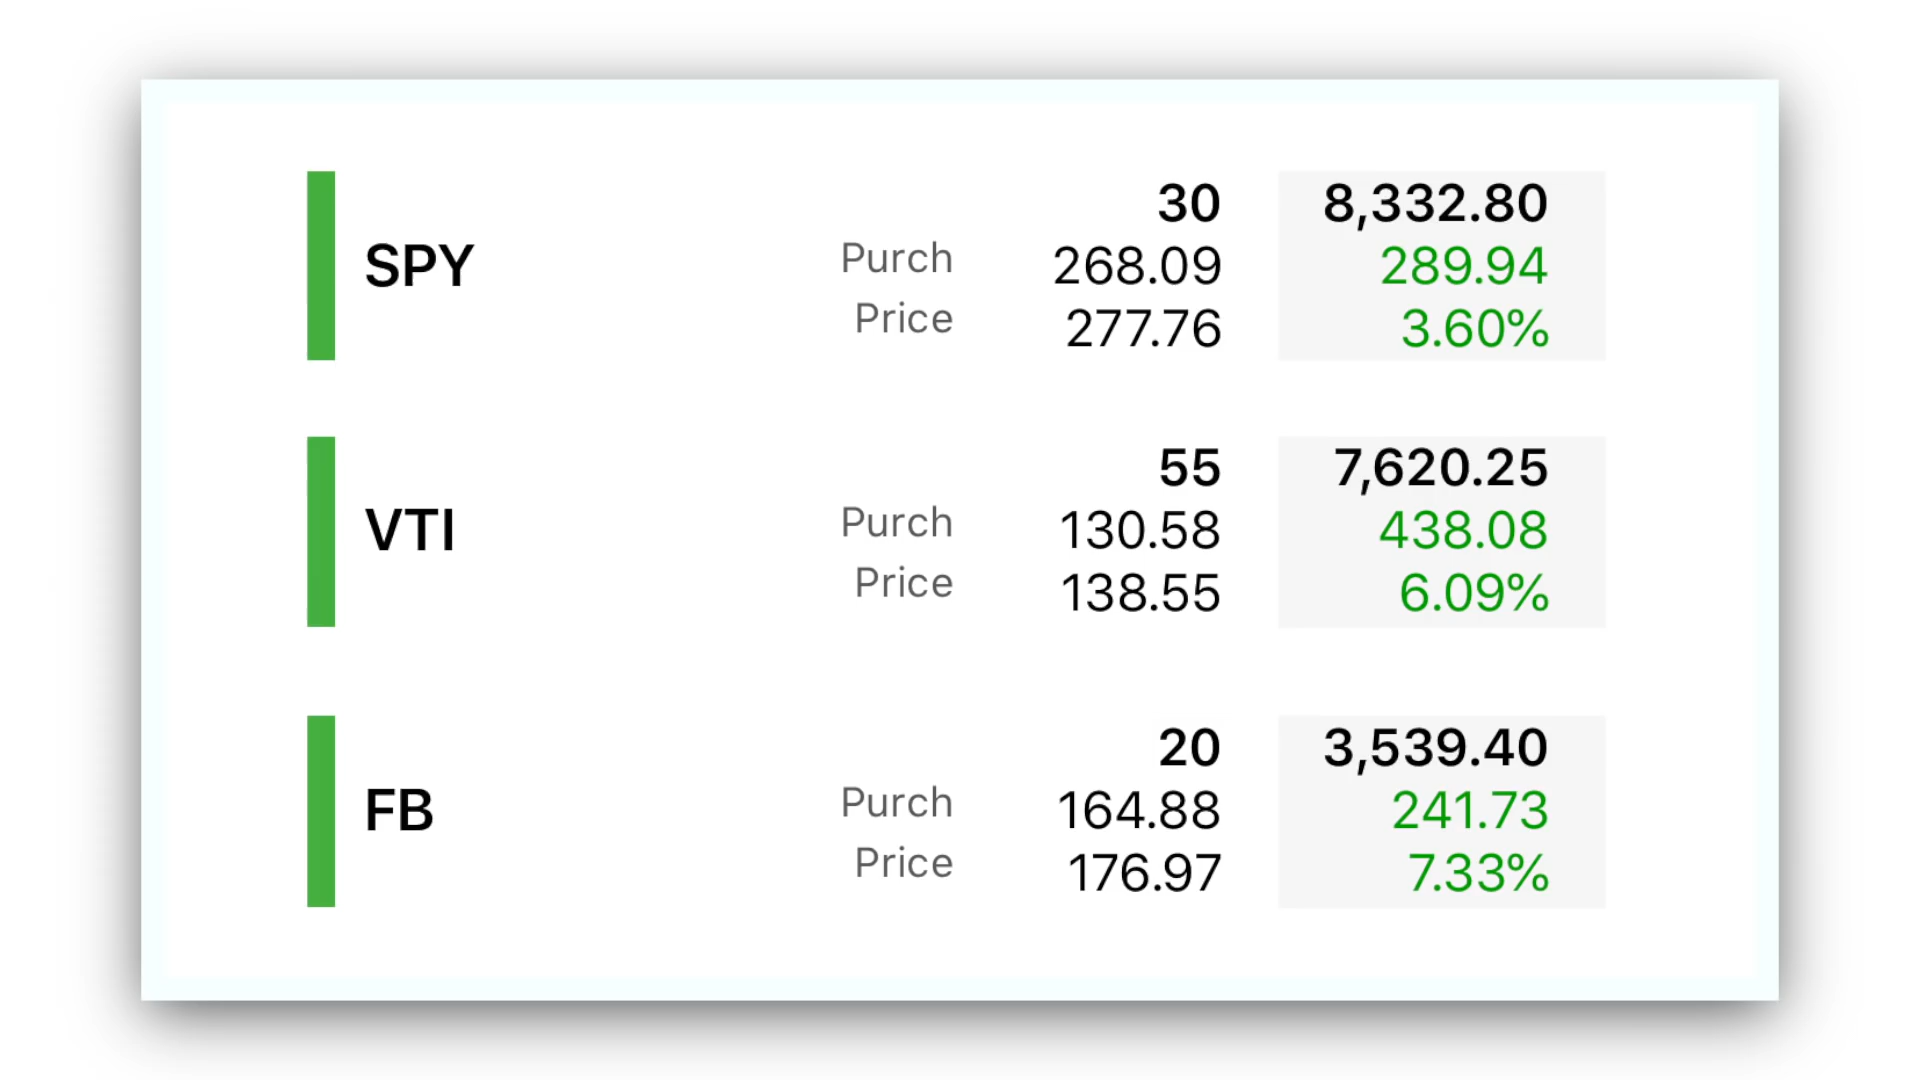 30 8,332.80
SPY Purch 268.09 289.94
Price 277.76 3.60%
55 7,620.25
VTI Purch 130.58 438.08
Price 138.55 6.09%
20 3,539.40
FB Purch 164.88 241.73
Price 176.97 7.33%